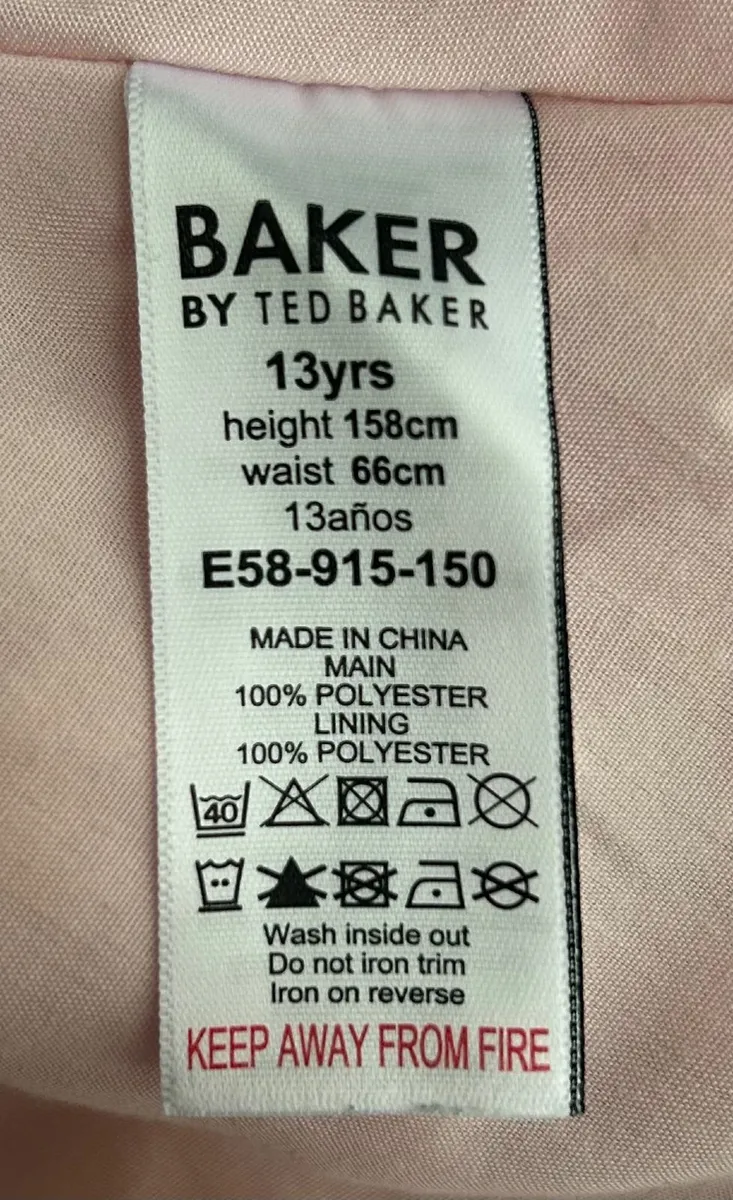 BAKER
BY TED BAKER
13yrs
height 158cm
waist 66cm
13años
E58-915-150
MADE IN CHINA
MAIN
100% POLYESTER
LINING
100% POLYESTER
40
Wash inside out
Do not iron trim
Iron on reverse
KEEP AWAY FROM FIRE